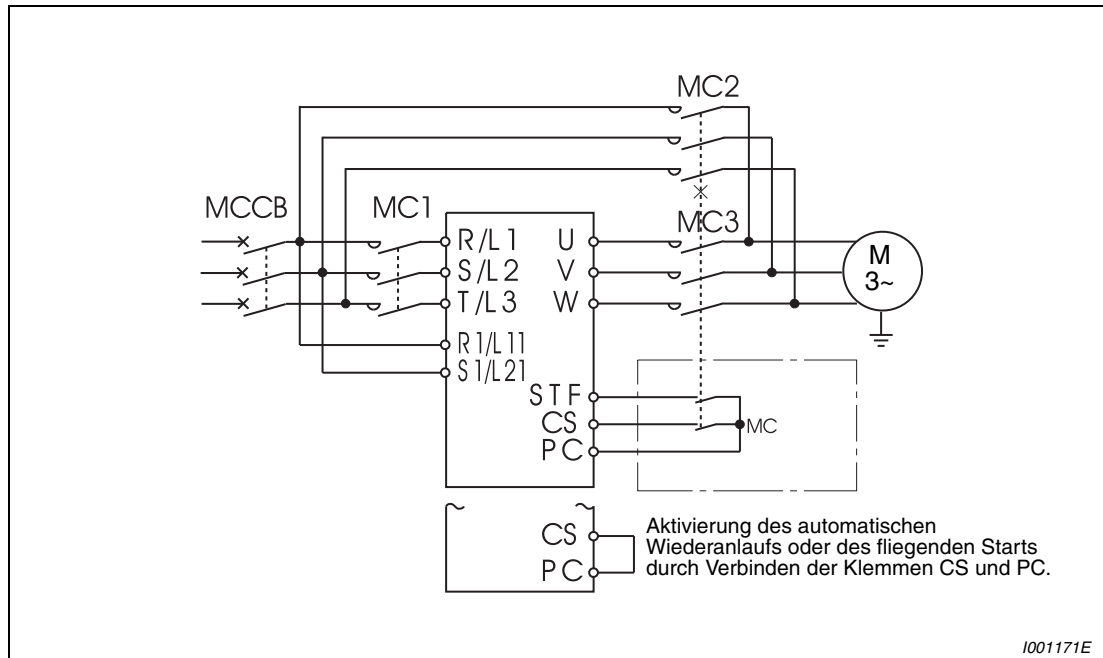 MC2
MCCB
MC1
MC3
R/L1
U
S/L2
V
T/L3
W
R1/L11
S1/L21
M
3~
STF
CS
PC
MC
CS
PC
Aktivierung des automatischen
Wiederanlaufs oder des fliegenden Starts
durch Verbinden der Klemmen CS und PC.
I001171E